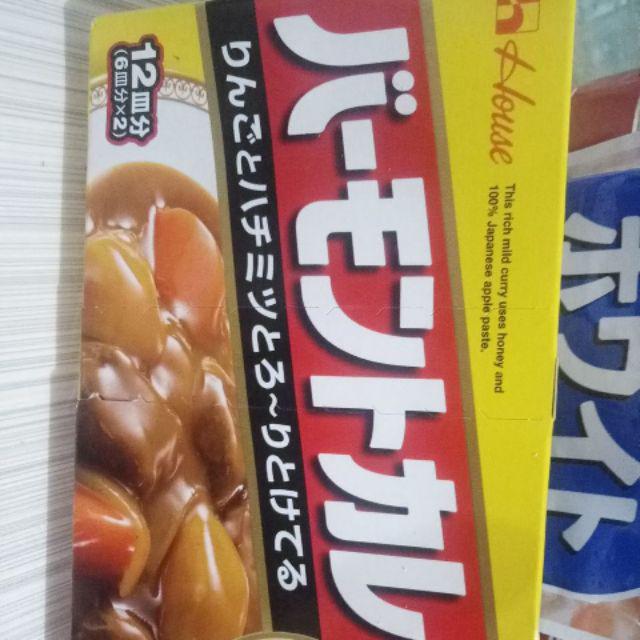 House
This rich mild curry uses honey and
100% Japanese apple paste.
バーモントカレ
りんごとハチミツとろ~りとけてる
12皿分
(6皿分×2)
ホワイト